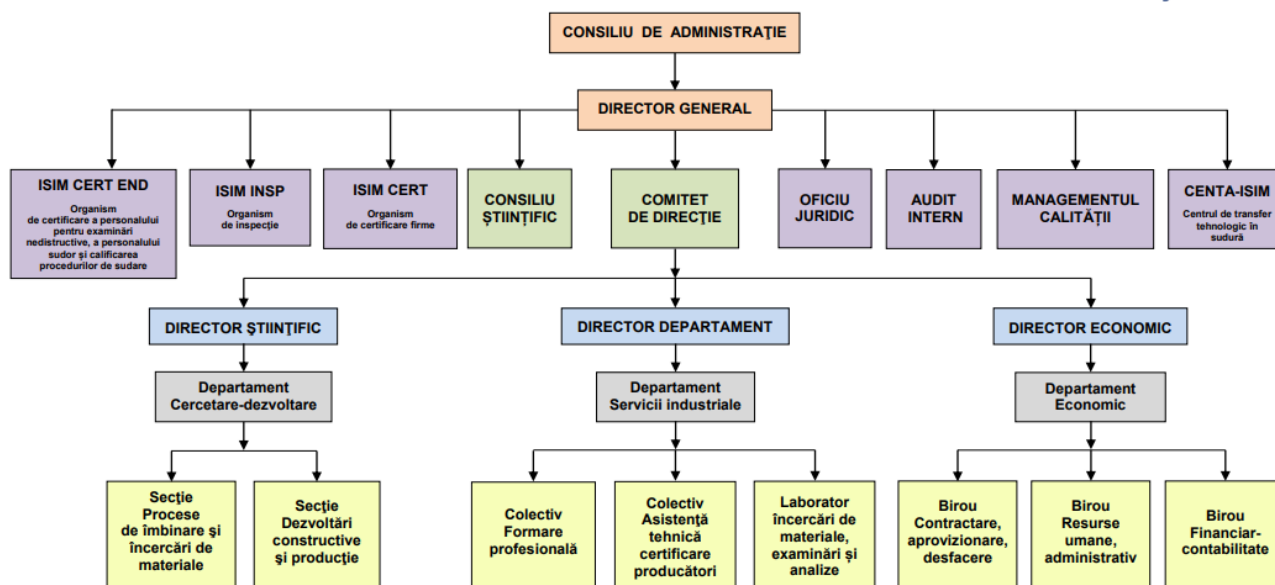 CONSILIU DE ADMINISTRAŢIE
DIRECTOR GENERAL
ISIM CERT END
Organism
de certificare a personalului
pentru examinări
nedistructive, a personalului
sudor și calificarea
procedurilor de sudare
ISIM INSP
Organism
de inspecție
ISIM CERT
Organism
de certificare firme
CONSILIU
ȘTIINȚIFIC
COMITET
DE DIRECŢIE
OFICIU
JURIDIC
AUDIT
INTERN
MANAGEMENTUL
CALITĂȚII
CENTA-ISIM
Centrul de transfer
tehnologic în
sudură
DIRECTOR ŞTIINŢIFIC
DIRECTOR DEPARTAMENT
DIRECTOR ECONOMIC
Departament
Cercetare-dezvoltare
Departament
Servicii industriale
Departament
Economic
Secţie
Procese
de îmbinare şi
încercări de
materiale
Secţie
Dezvoltări
constructive
şi producţie
Colectiv
Formare
profesională
Colectiv
Asistenţă
tehnică
certificare
producători
Laborator
încercări de
materiale,
examinări și
analize
Birou
Contractare,
aprovizionare,
desfacere
Birou
Resurse
umane,
administrativ
Birou
Financiar-
contabilitate